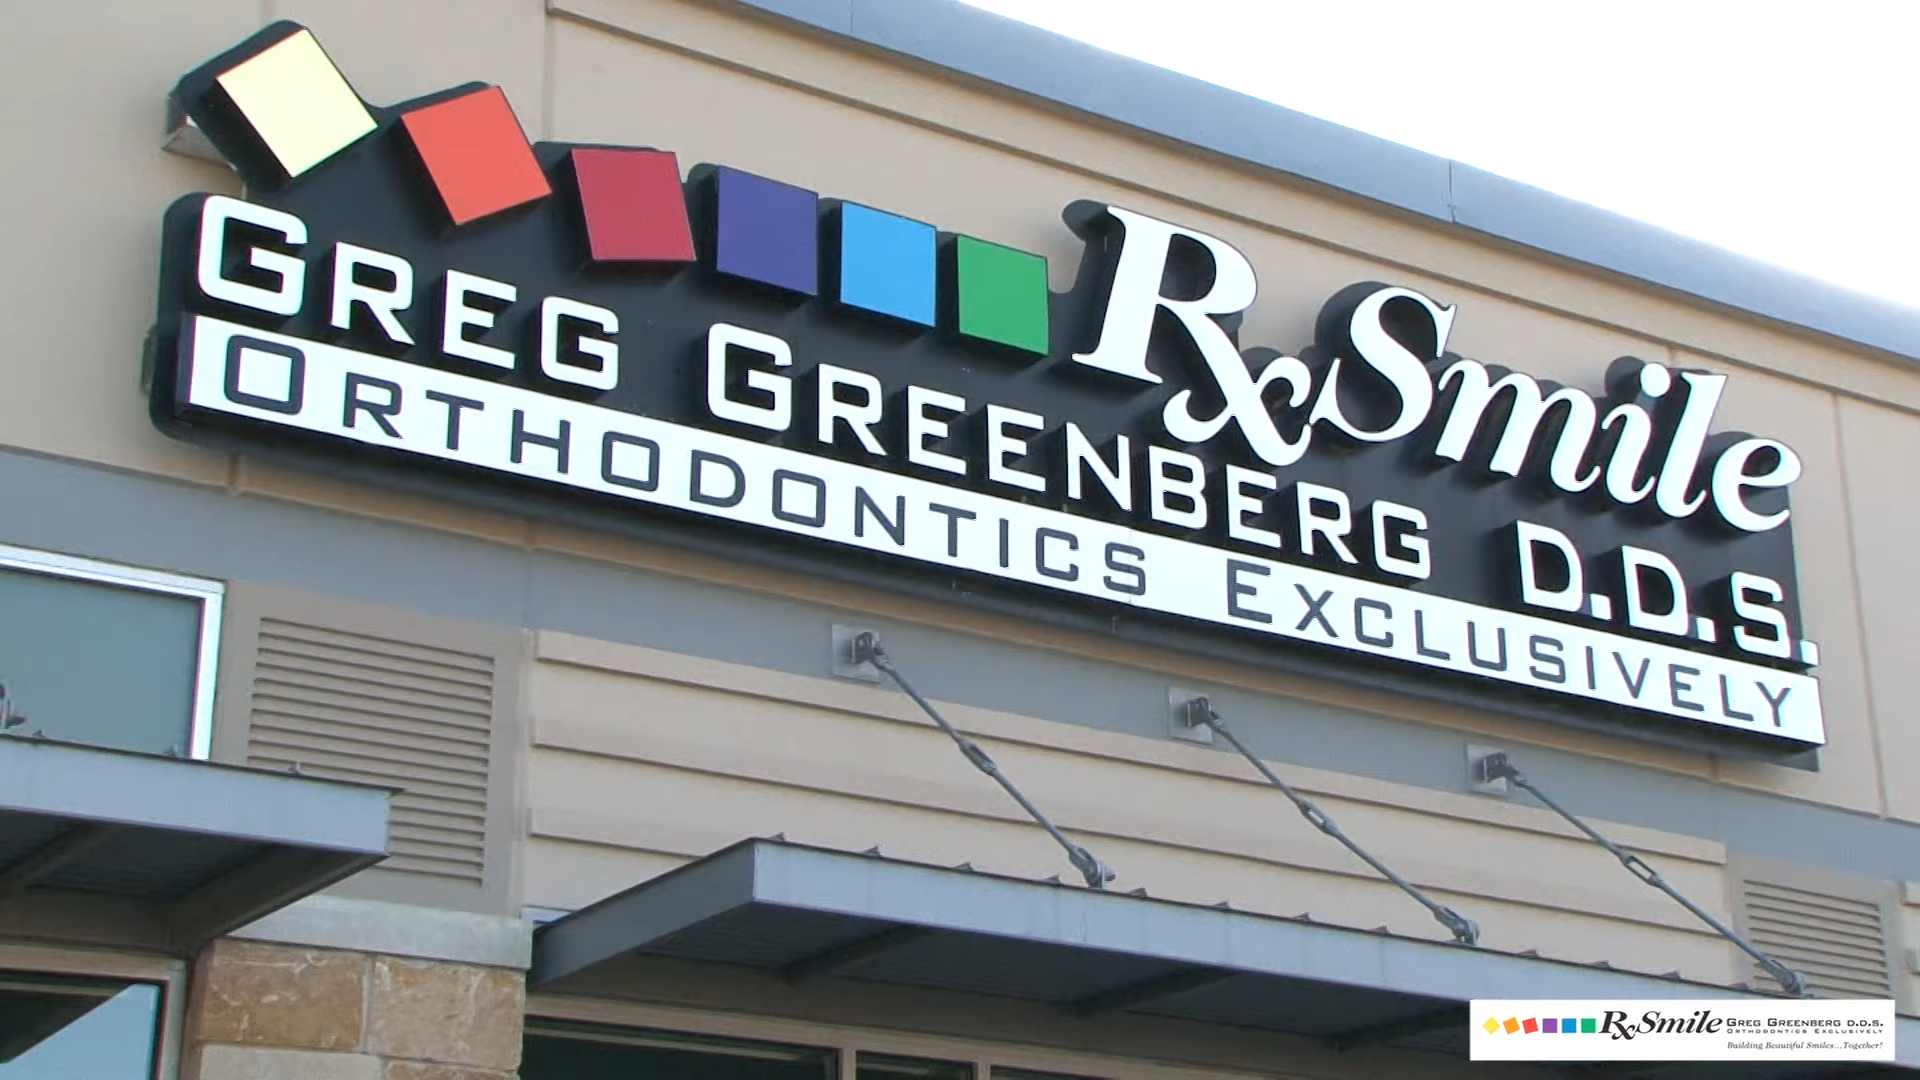 RxSmile
GREG GREENBERG D.D.S.
ORTHODONTICS EXCLUSIVELY
RxSmile
GREG GREENBERG D.D.S.
ORTHODONTICS EXCLUSIVELY
Building Beautiful Smiles...Together!